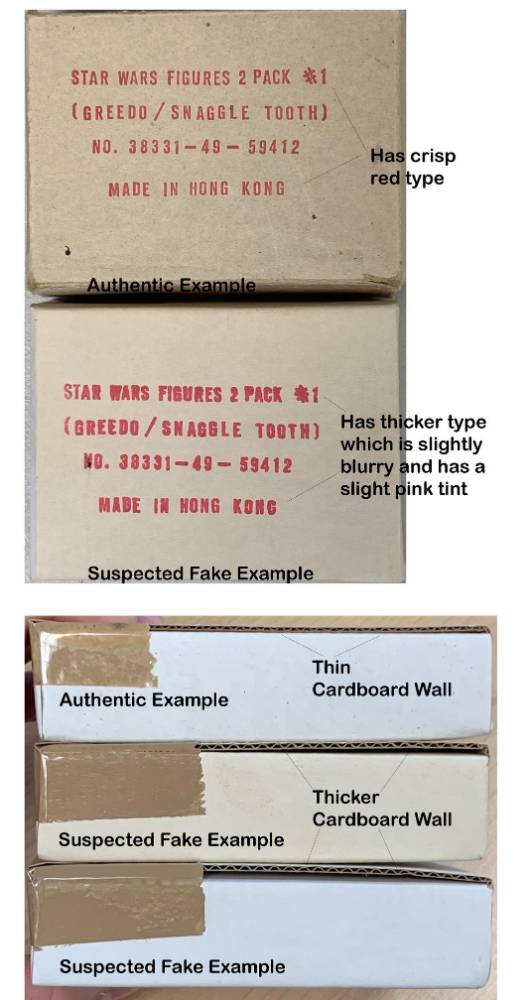 STAR WARS FIGURES 2 PACK #1
(GREEDO/SNAGGLE TOOTH)
NO. 38331-49-59412
MADE IN HONG KONG
Has crisp
red type
Authentic Example
STAR WARS FIGURES 2 PACK #1
(GREEDO/SNAGGLE TOOTH)
NO. 38331-49-59412
MADE IN HONG KONG
Has thicker type
which is slightly
blurry and has a
slight pink tint
Suspected Fake Example
Thin
Cardboard Wall
Authentic Example
Thicker
Cardboard Wall
Suspected Fake Example
Suspected Fake Example